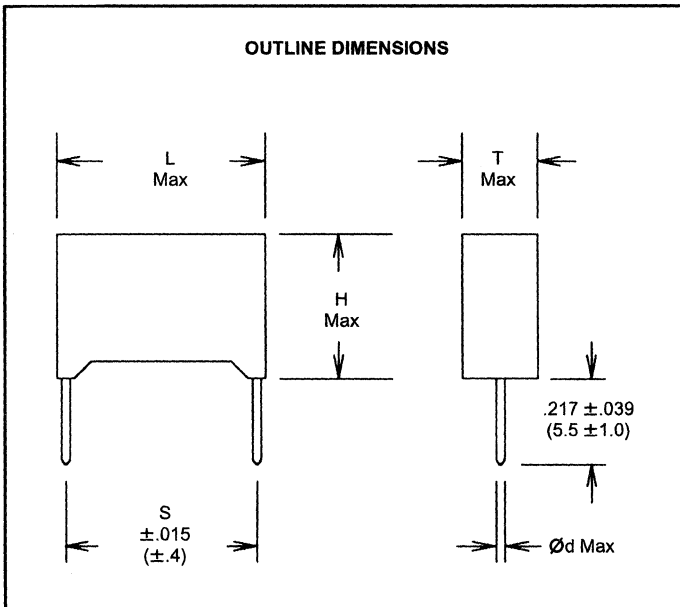 OUTLINE DIMENSIONS
L
Max
T
Max
H
Max
.217 ±.039
(5.5 ±1.0)
S
±.015
(±.4)
Ød Max